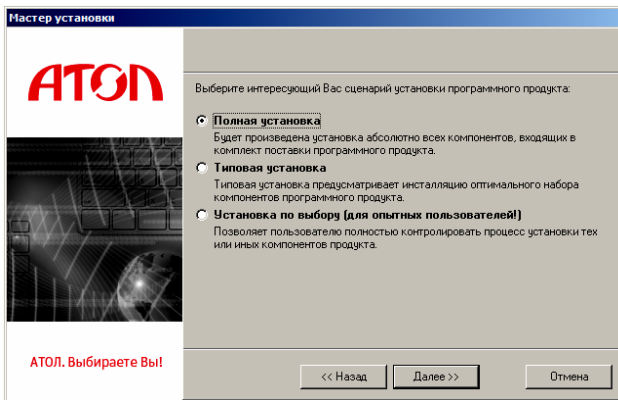 Мастер установки
АТОЛ
Выберите интересующий Вас сценарий установки программного продукта:
Полная установка
Будет произведена установка абсолютно всех компонентов, входящих в
комплект поставки программного продукта.
Типовая установка
Типовая установка предусматривает инсталляцию оптимального набора
компонентов программного продукта.
Установка по выбору (для опытных пользователей!)
Позволяет пользователю полностью контролировать процесс установки тех
или иных компонентов продукта.
АТОЛ. Выбираете Вы!
<< Назад
Далее >>
Отмена